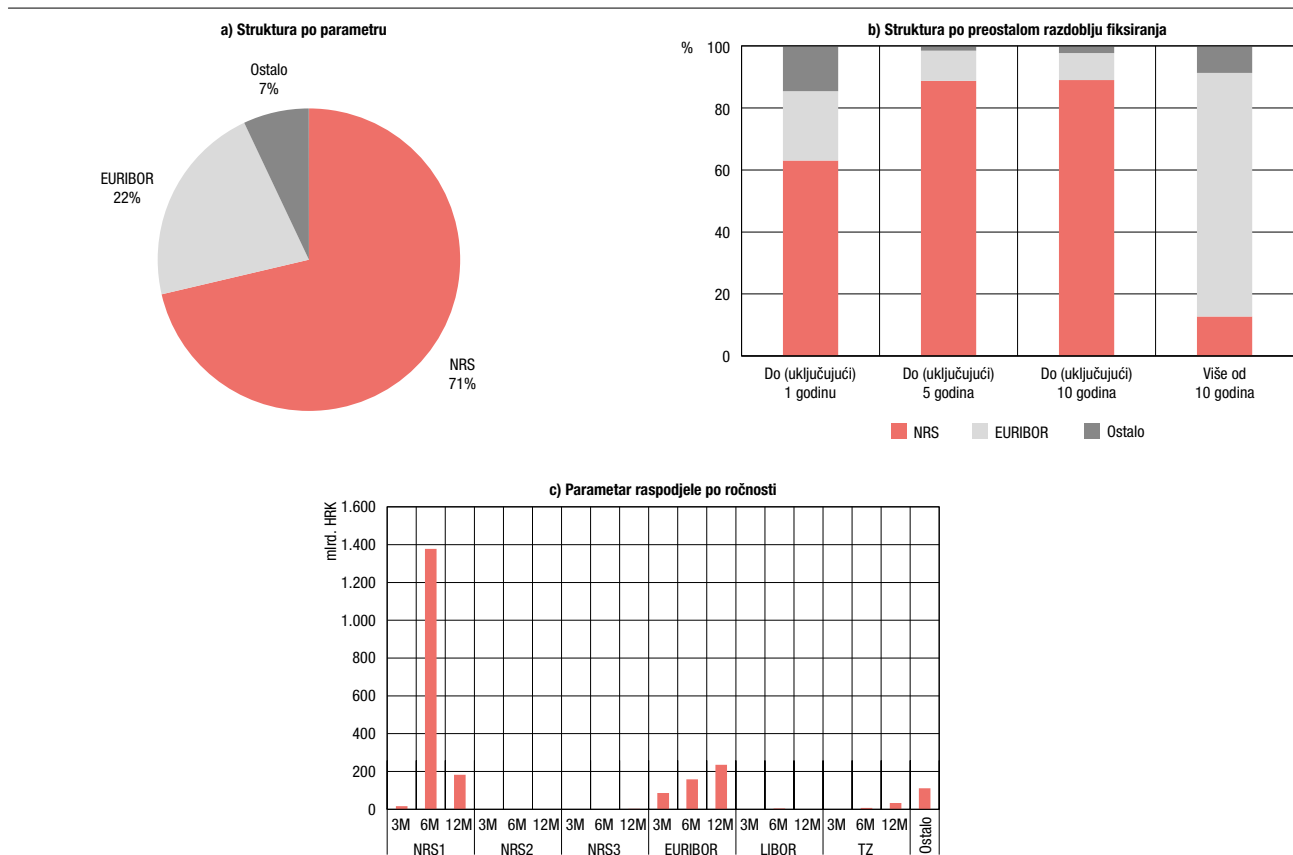 a) Struktura po parametru
Ostalo
7%
EURIBOR
22%
NRS
71%
b) Struktura po preostalom razdoblju fiksiranja
%
100
80
60
40
20
0
Do (uključujući)
1 godinu
Do (uključujući)
5 godina
Do (uključujući)
10 godina
Više od
10 godina
NRS
EURIBOR
Ostalo
c) Parametar raspodjele po ročnosti
mlrd. HRK
1.600
1.400
1.200
1.000
800
600
400
200
0
3M 6M 12M 3M 6M 12M 3M 6M 12M 3M 6M 12M 3M 6M 12M 3M 6M 12M
NRS1 NRS2 NRS3 EURIBOR LIBOR TZ
Ostalo